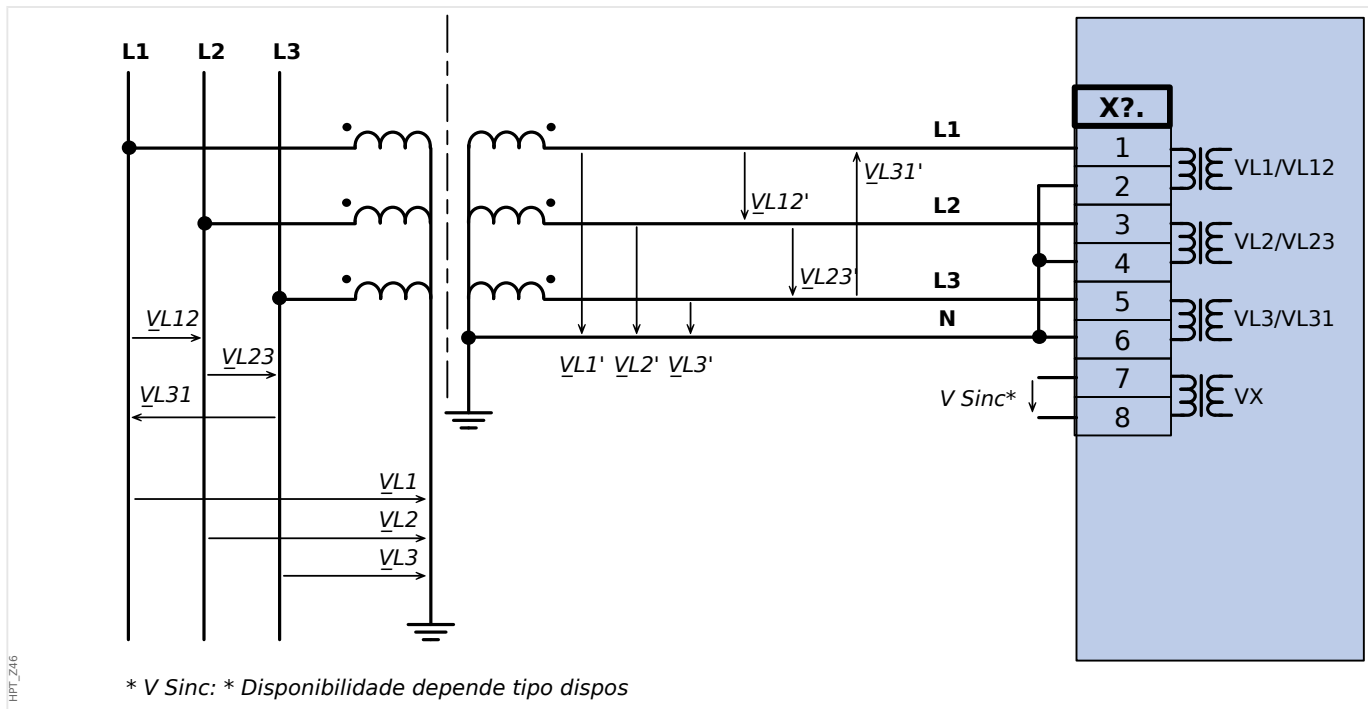 L1 L2 L3
X?.
L1
1
VL1/VL12
VL31'
2
VL12'
L2
3
VL2/VL23
4
VL23'
L3
5
VL12
N
VL3/VL31
6
VL23
VL1' VL2' VL3'
7
VL31
V Sinc*
VX
8
VL1
VL2
VL3
HPT_Z46
* V Sinc: * Disponibilidade depende tipo dispos